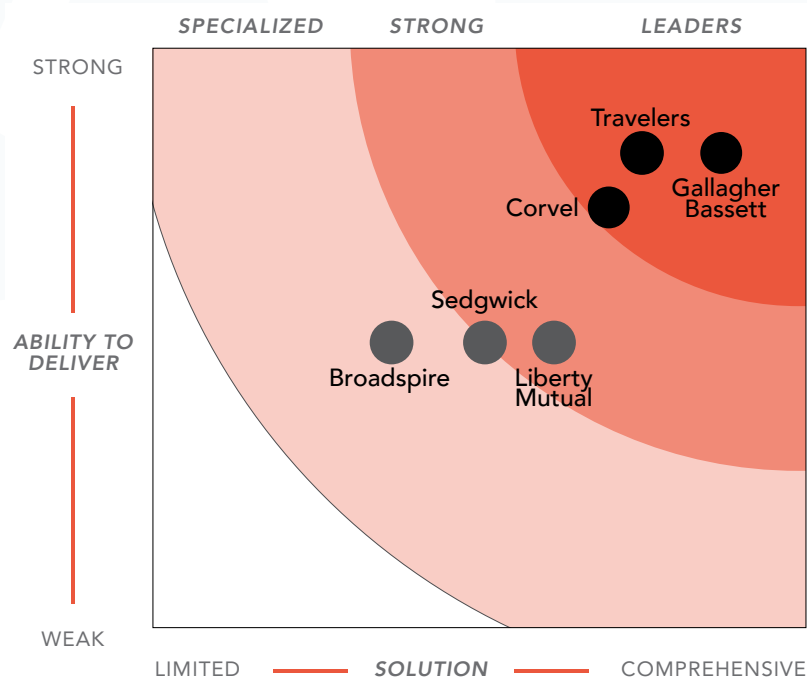 SPECIALIZED STRONG LEADERS
STRONG
Travelers
Gallagher
Bassett
Corvel
Sedgwick
ABILITY TO
DELIVER
Broadspire
Liberty
Mutual
WEAK
LIMITED SOLUTION COMPREHENSIVE